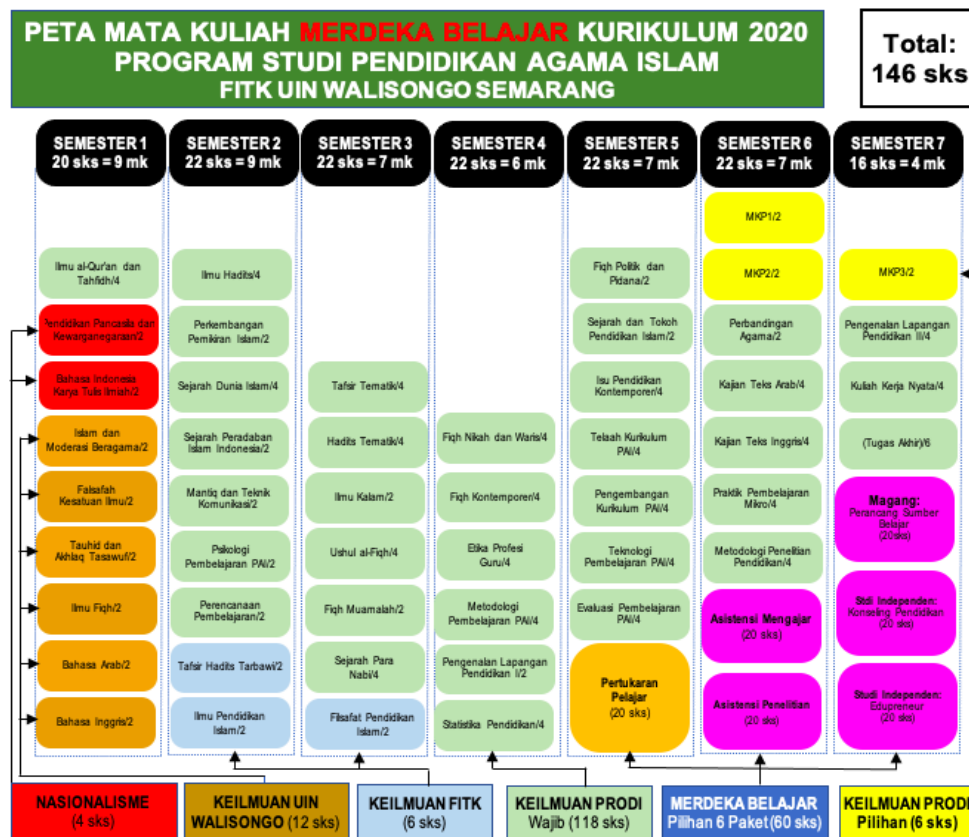 PETA MATA KULIAH MERDEKA BELAJAR KURIKULUM 2020
PROGRAM STUDI PENDIDIKAN AGAMA ISLAM
FITK UIN WALISONGO SEMARANG
Total:
146 sks
SEMESTER 1
20 sks = 9 mk
Ilmu al-Qur'an dan
Tahfidh/4
Pendidikan Pancasila dan
Kewarganegaraan/2
Bahasa Indonesia
Karya Tulis Ilmiah/2
Islam dan
Moderasi Beragama/2
Falsafah
Kesatuan Ilmu/2
Tauhid dan
Akhlaq Tasawuf/2
Ilmu Fiqh/2
Bahasa Arab/2
Bahasa Inggris/2
SEMESTER 2
22 sks = 9 mk
Ilmu Hadits/4
Perkembangan
Pemikiran Islam/2
Sejarah Dunia Islam/4
Sejarah Peradaban
Islam Indonesia/2
Mantiq dan Teknik
Komunikasi/2
Psikologi
Pembelajaran PAI/2
Perencanaan
Pembelajaran/2
Tafsir Hadits Tarbawi/2
Ilmu Pendidikan
Islam/2
SEMESTER 3
22 sks = 7 mk
Tafsir Tematik/4
Hadits Tematik/4
Ilmu Kalam/2
Ushul al-Fiqh/4
Fiqh Muamalah/2
Sejarah Para
Nabi/4
Filsafat Pendidikan
Islam/2
SEMESTER 4
22 sks = 6 mk
Fiqh Nikah dan Waris/4
Fiqh Kontemporer/4
Etika Profesi
Guru/4
Metodologi
Pembelajaran PAI/4
Pengenalan Lapangan
Pendidikan I/2
Statistika Pendidikan/4
SEMESTER 5
22 sks = 7 mk
Fiqh Politik dan
Pidana/2
Sejarah dan Tokoh
Pendidikan Islam/2
Isu Pendidikan
Kontemporer/4
Telaah Kurikulum
PAI/4
Pengembangan
Kurikulum PAI/4
Teknologi
Pembelajaran PAI/4
Evaluasi Pembelajaran
PAI/4
Pertukaran
Pelajar
(20 sks)
SEMESTER 6
22 sks = 7 mk
MKP1/2
MKP2/2
Perbandingan
Agama/2
Kajian Teks Arab/4
Kajian Teks Inggris/4
Praktik Pembelajaran
Mikro/4
Metodologi Penelitian
Pendidikan/4
Asistensi Mengajar
(20 sks)
Asistensi Penelitian
(20 sks)
SEMESTER 7
16 sks = 4 mk
MKP3/2
Pengenalan Lapangan
Pendidikan II/4
Kuliah Kerja Nyata/4
(Tugas Akhir)/6
Magang:
Perancang Sumber
Belajar
(20sks)
Stdi Independen:
Konseling Pendidikan
(20 sks)
Studi Independen:
Edupreneur
(20 sks)
NASIONALISME
(4 sks)
KEILMUAN UIN
WALISONGO (12 sks)
KEILMUAN FITK
(6 sks)
KEILMUAN PRODI
Wajib (118 sks)
MERDEKA BELAJAR
Pilihan 6 Paket (60 sks)
KEILMUAN PRODI
Pilihan (6 sks)